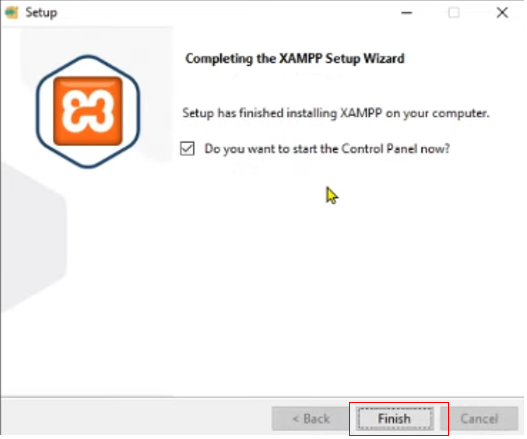 Setup
Completing the XAMPP Setup Wizard
Setup has finished installing XAMPP on your computer.
Do you want to start the Control Panel now?
< Back Finish Cancel